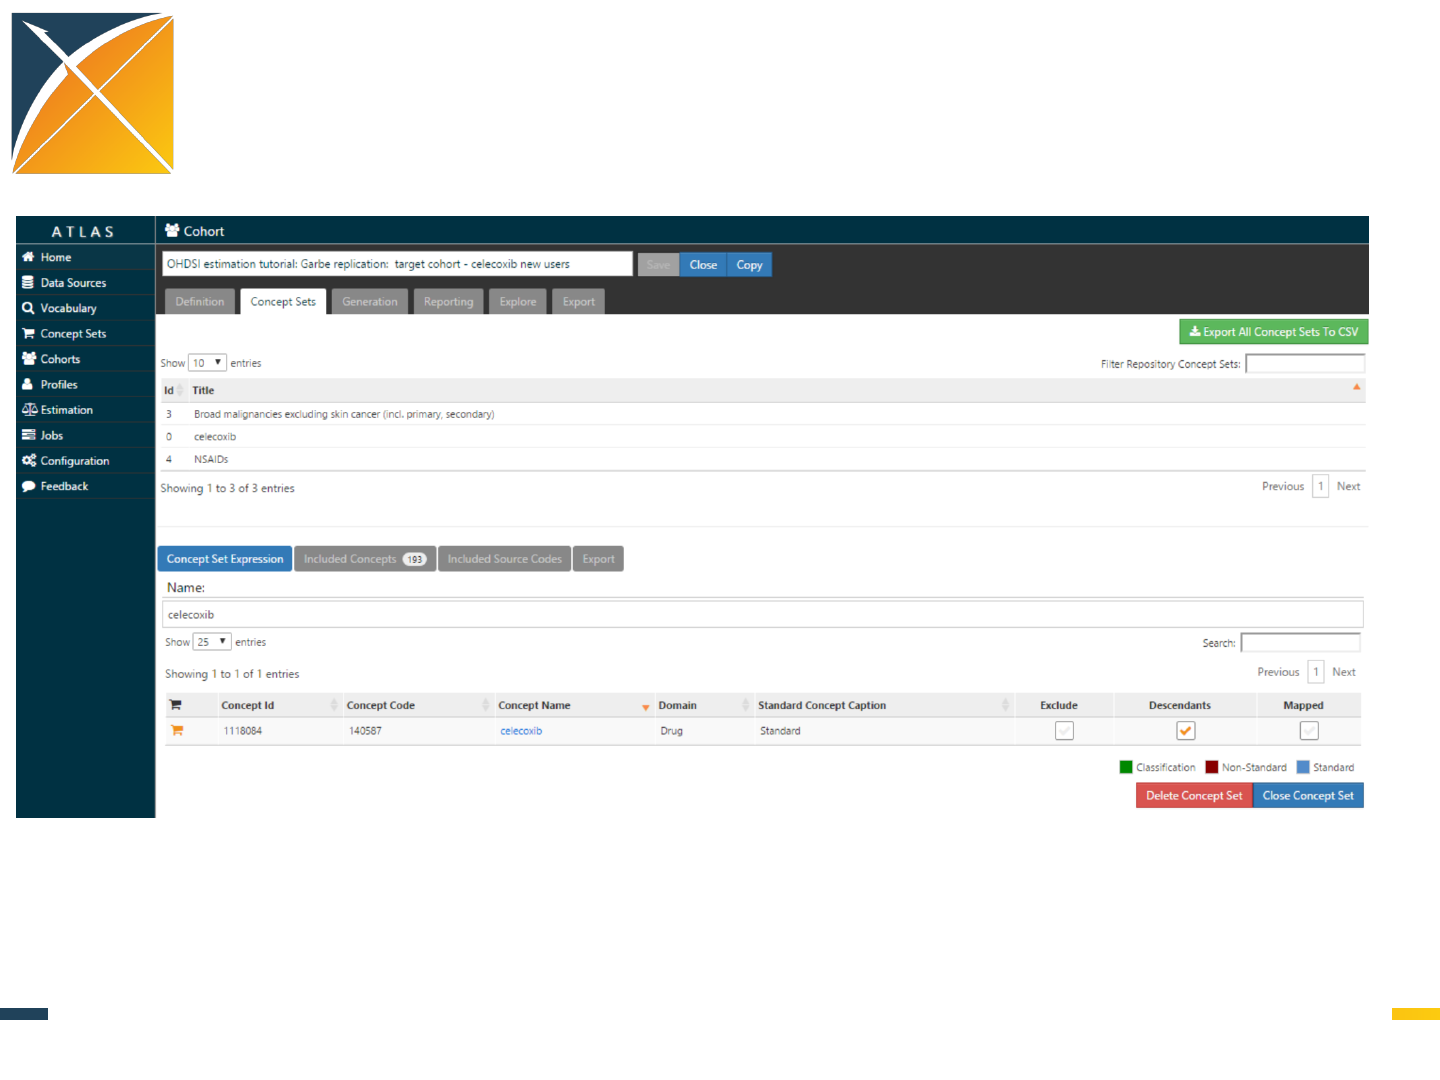 ATLAS
Cohort
Home
Data Sources
Vocabulary
Concept Sets
Cohorts
Profiles
Estimation
Jobs
Configuration
Feedback
OHDSI estimation tutorial: Garbe replication: target cohort - celecoxib new users
Save Close Copy
Definition Concept Sets Generation Reporting Explore Export
Export All Concept Sets To CSV
Show 10 entries
Filter Repository Concept Sets:
Id Title
3 Broad malignancies excluding skin cancer (incl. primary, secondary)
0 celecoxib
4 NSAIDs
Showing 1 to 3 of 3 entries
Previous 1 Next
Concept Set Expression Included Concepts 193 Included Source Codes Export
Name:
celecoxib
Show 25 entries
Search:
Showing 1 to 1 of 1 entries
Previous 1 Next
Concept Id Concept Code Concept Name Domain Standard Concept Caption Exclude Descendants Mapped
1118084 140587 celecoxib Drug Standard
Classification Non-Standard Standard
Delete Concept Set Close Concept Set